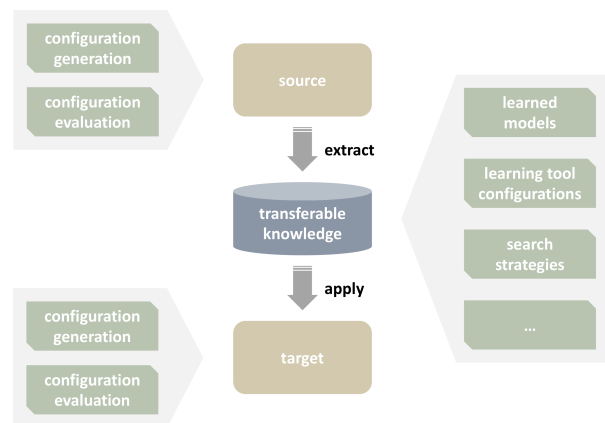 configuration
generation
configuration
evaluation
source
extract
transferable
knowledge
apply
learned
models
learning tool
configurations
search
strategies
...
configuration
generation
configuration
evaluation
target